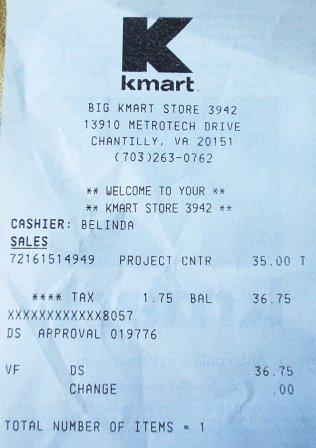 K
kmart
BIG KMART STORE 3942
13910 METROTECH DRIVE
CHANTILLY, VA 20151
(703)263-0762
** WELCOME TO YOUR **
** KMART STORE 3942 **
CASHIER: BELINDA
SALES
72161514949 PROJECT CNTR 35.00 T
**** TAX 1.75 BAL 36.75
XXXXXXXXXXXX8057
DS APPROVAL 019776
VF DS 36.75
CHANGE .00
TOTAL NUMBER OF ITEMS = 1